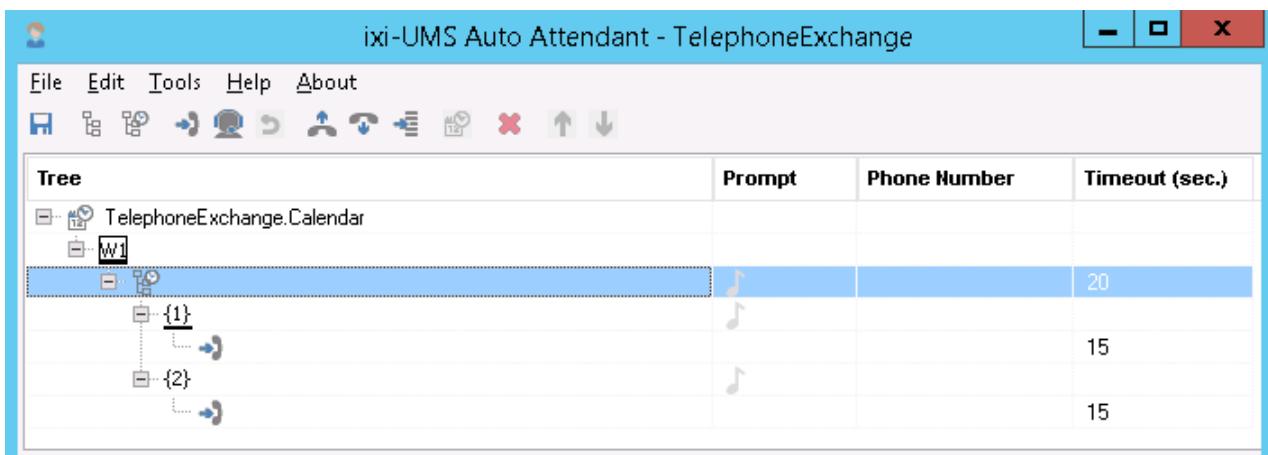 ixi-UMS Auto Attendant - TelephoneExchange
File Edit Tools Help About
Tree Prompt Phone Number Timeout (sec.)
TelephoneExchange.Calendar
W1
20
{1}
15
{2}
15